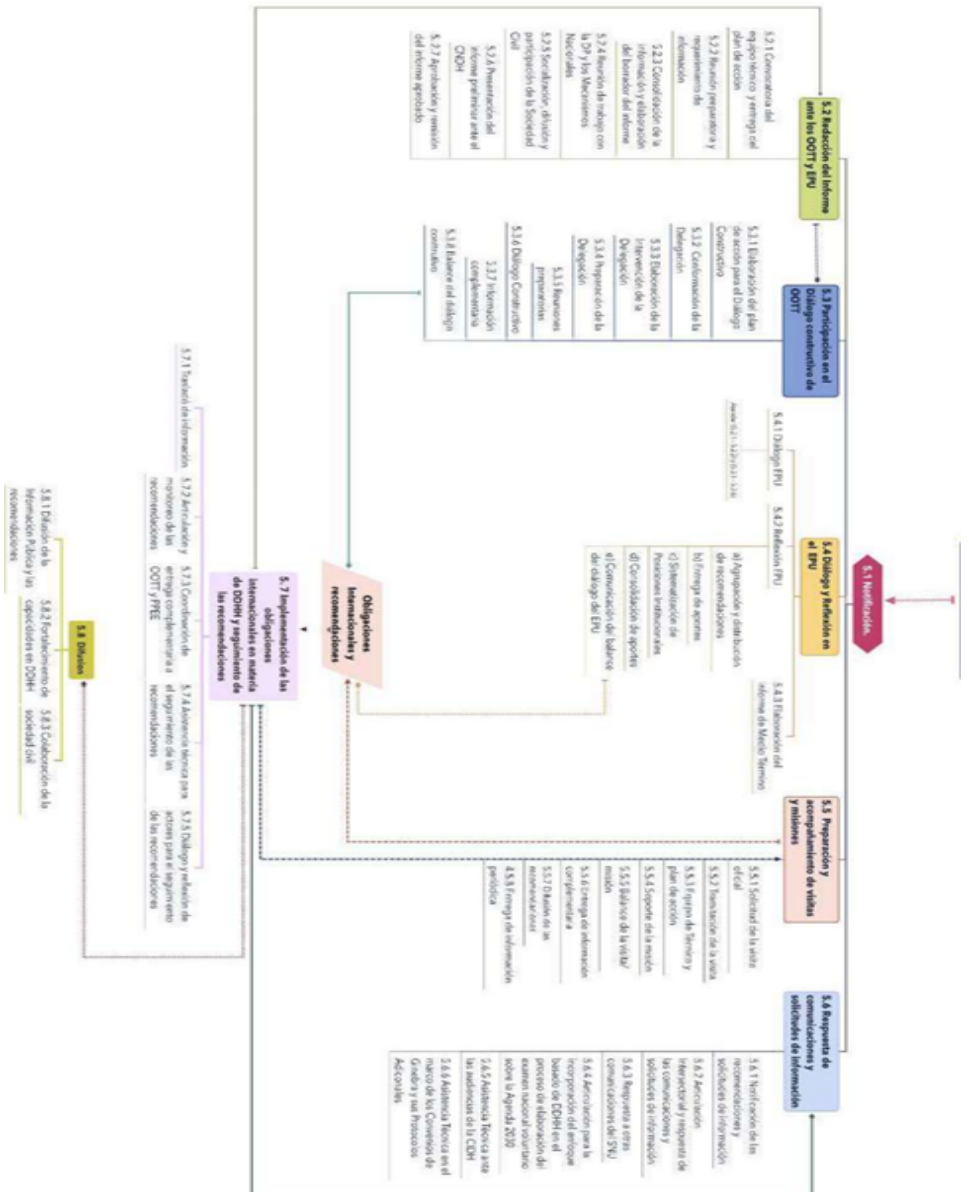 5.1 Notificación.
5.2 Redacción del Informe
ante los OOTT y EPU
5.2.1 Convocatoria del
equipo técnico y entrega del
plan de acción
5.2.2 Reunión preparatoria y
requerimiento de
información
5.2.3 Consolidación de la
información y elaboración
del borrador del informe
5.2.4 Reunión de trabajo con
la DP y los Mecanismos
Nacionales
5.2.5 Socialización, difusión y
participación de la Sociedad
Civil
5.2.6 Presentación del
informe preliminar ante el
CNDH
5.2.7 Aprobación y remisión
del informe aprobado
5.3 Participación en el
Diálogo constructivo de
OOTT
5.3.1 Elaboración del plan
de acción para el Diálogo
Constructivo
5.3.2 Conformación de la
Delegación
5.3.3 Elaboración de la
Intervención de la
Delegación
5.3.4 Preparación de la
Delegación
5.3.5 Reuniones
preparatorias
5.3.6 Diálogo Constructivo
5.3.7 Información
complementaria
5.3.8 Balance del diálogo
construtivo
5.4 Diálogo y Reflexión en
el EPU
5.4.1 Diálogo EPU
5.4.2 Reflexión EPU
a) Agrupación y distribución
de recomendaciones
b) Entrega de aportes
c) Sistematización de
Posiciones Institucionales
d) Consolidación de aportes
e) Comunicación del balance
del diálogo del EPU
5.4.3 Elaboración del
informe de Medio Término
5.5 Preparación y
acompañamiento de visitas
y misiones
5.5.1 Solicitud de la visita
oficial
5.5.2 Tramitación de la visita
5.5.3 Equipo de Técnico y
plan de acción
5.5.4 Soporte de la misión
5.5.5 Balance de la visita/
misión
5.5.6 Entrega de información
complementara
5.5.7 Difusión de las
recomendaciones
4.5.8 Entrega de información
periódica
5.6 Respuesta de
comunicaciones y
solicitudes de información
5.6.1 Notificación de las
recomendaciones y
solicitudes de información
5.6.2 Articulación
intersectorial y respuesta de
las comunicaciones y
solicitudes de información
5.6.3 Respuesta a otras
comunicaciones del SNU
5.6.4 Articulación para la
incorporación del enfoque
basado de DDHH en el
proceso de elaboración del
examen nacional voluntario
sobre la Agenda 2030
5.6.5 Asistencia Técnica ante
las audiencias de la CIDH
5.6.6 Asistencia Técnica en el
marco de los Convenios de
Ginebra y sus Protocolos
Adicionales
Obligaciones
Internacionales y
recomendaciones
5.7 Implementación de las
obligaciones
internacionales en materia
de DDHH y seguimiento de
las recomendaciones
5.7.1 Traslado de información
5.7.2 Articulación y
monitoreo de las
recomendaciones
5.7.3 Coordinación de
entrega complementaria a
OOTT y PPEE
5.7.4 Asistencia técnica para
el seguimiento de las
recomendaciones
5.7.5 Diálogo y reflexión de
actores para el seguimiento
de las recomendaciones
5.8 Difusion
5.8.1 Difusión de la
Información Pública y las
recomendaciones
5.8.2 Fortalecimiento de
capacidades en DDHH
5.8.3 Colaboración de la
sociedad civil